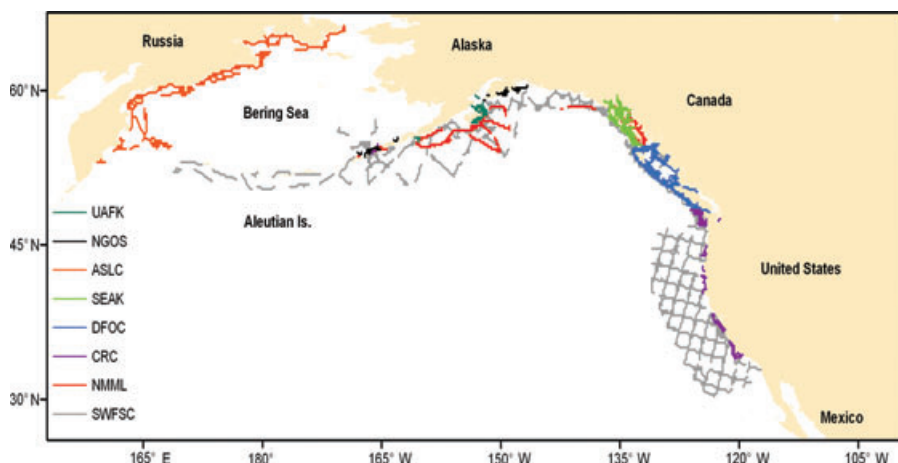 Russia
Alaska
60° N
Canada
Bering Sea
Aleutian Is.
UAFK
NGOS
45° N
ASLC
United States
SEAK
DFOC
CRC
NMML
30° N
SWFSC
Mexico
165° E
180°
165° W
150° W
135° W
120° W
105° W